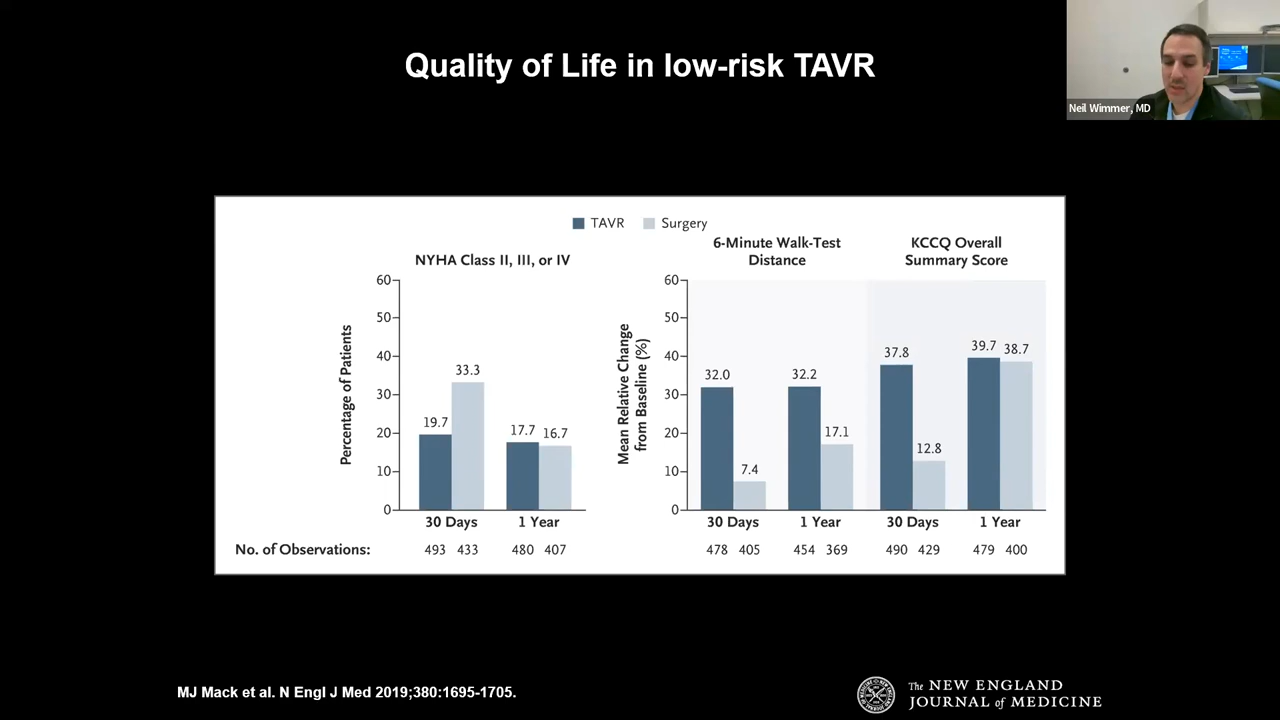 Quality of Life in low-risk TAVR
Neil Wimmer, MD
TAVR Surgery
NYHA Class II, III, or IV
Percentage of Patients
60
50
40
30
20
10
0
19.7 33.3 17.7 16.7
30 Days 1 Year
6-Minute Walk-Test
Distance
KCCQ Overall
Summary Score
Mean Relative Change
from Baseline (%)
60
50
40
30
20
10
0
32.0 7.4 32.2 17.1 37.8 12.8 39.7 38.7
30 Days 1 Year 30 Days 1 Year
No. of Observations: 493 433 480 407 478 405 454 369 490 429 479 400
MJ Mack et al. N Engl J Med 2019;380:1695-1705.
The NEW ENGLAND
JOURNAL of MEDICINE